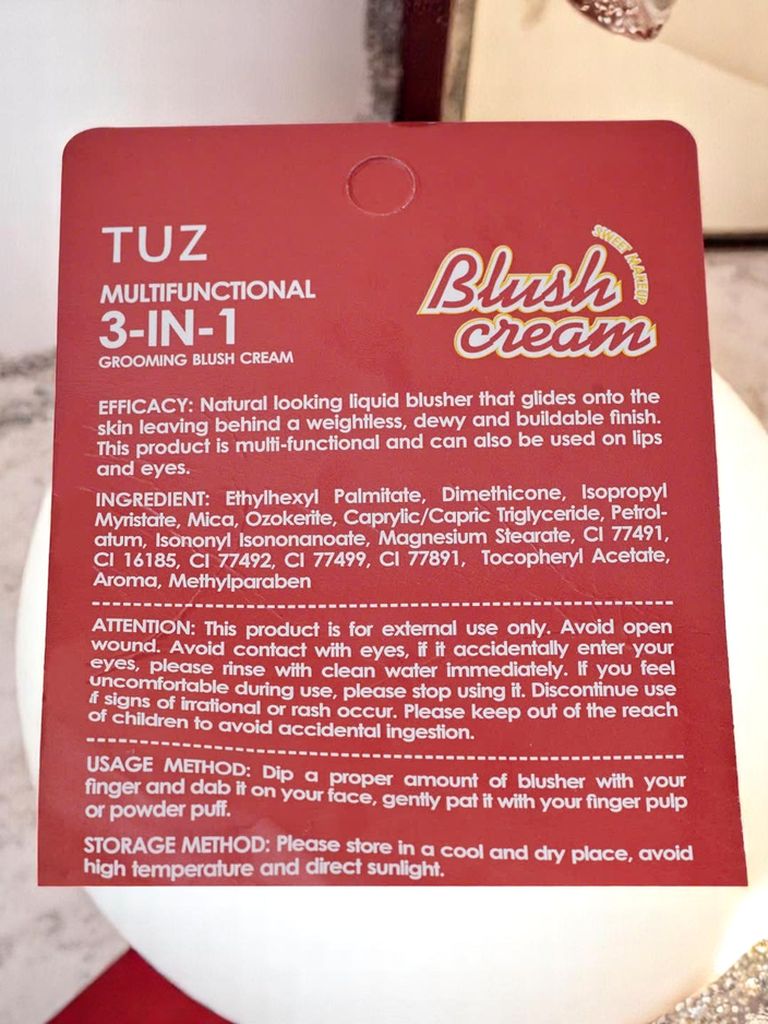 TUZ
MULTIFUNCTIONAL
3-IN-1
GROOMING BLUSH CREAM
SWEET MAKEUP
Blush
cream
EFFICACY: Natural looking liquid blusher that glides onto the
skin leaving behind a weightless, dewy and buildable finish.
This product is multi-functional and can also be used on lips
and eyes.
INGREDIENT: Ethylhexyl Palmitate, Dimethicone, Isopropyl
Myristate, Mica, Ozokerite, Caprylic/Capric Triglyceride, Petrol-
atum, Isononyl Isononanoate, Magnesium Stearate, CI 77491,
CI 16185, CI 77492, CI 77499, CI 77891, Tocopheryl Acetate,
Aroma, Methylparaben
ATTENTION: This product is for external use only. Avoid open
wound. Avoid contact with eyes, if it accidentally enter your
eyes, please rinse with clean water immediately. If you feel
uncomfortable during use, please stop using it. Discontinue use
if signs of irrational or rash occur. Please keep out of the reach
of children to avoid accidental ingestion.
USAGE METHOD: Dip a proper amount of blusher with your
finger and dab it on your face, gently pat it with your finger pulp
or powder puff.
STORAGE METHOD: Please store in a cool and dry place, avoid
high temperature and direct sunlight.